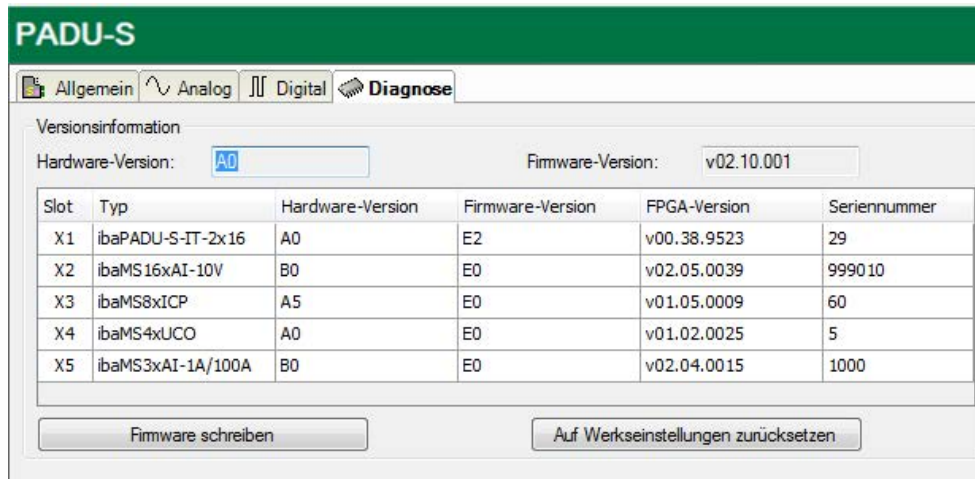 PADU-S
Allgemein Analog Digital Diagnose
Versionsinformation
Hardware-Version: A0 Firmware-Version: v02.10.001
Slot Typ Hardware-Version Firmware-Version FPGA-Version Seriennummer
X1 ibaPADU-S-IT-2x16 A0 E2 v00.38.9523 29
X2 ibaMS16xAI-10V B0 E0 v02.05.0039 999010
X3 ibaMS8xICP A5 E0 v01.05.0009 60
X4 ibaMS4xUCO A0 E0 v01.02.0025 5
X5 ibaMS3xAI-1A/100A B0 E0 v02.04.0015 1000
Firmware schreiben Auf Werkseinstellungen zurücksetzen